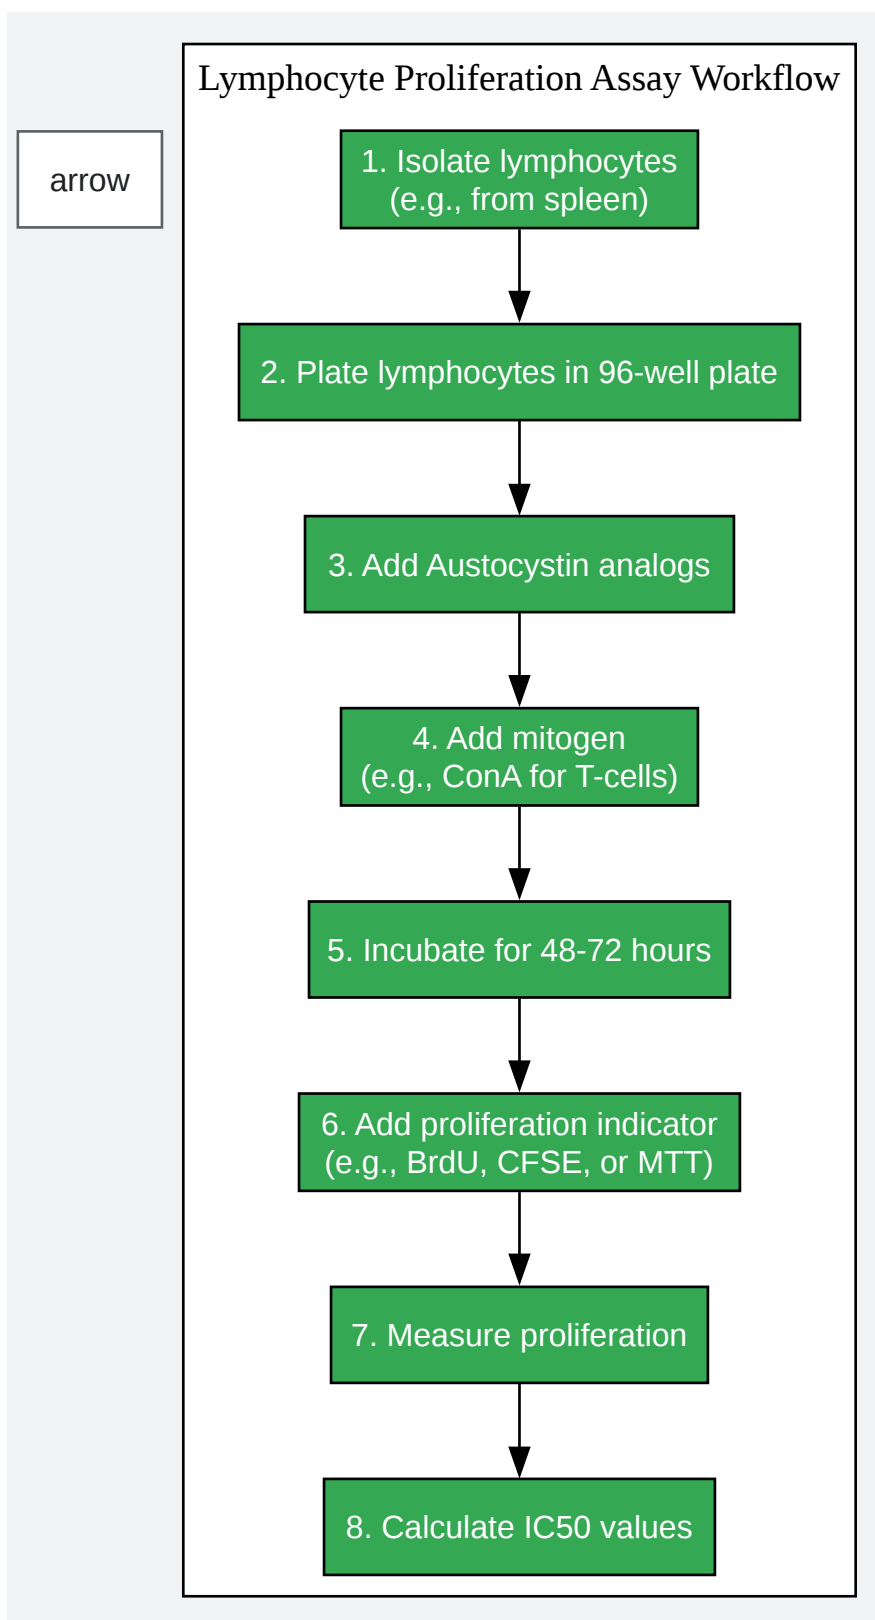 Lymphocyte Proliferation Assay Workflow
arrow
1. Isolate lymphocytes
(e.g., from spleen)
2. Plate lymphocytes in 96-well plate
3. Add Austocystin analogs
4. Add mitogen
(e.g., ConA for T-cells)
5. Incubate for 48-72 hours
6. Add proliferation indicator
(e.g., BrdU, CFSE, or MTT)
7. Measure proliferation
8. Calculate IC50 values